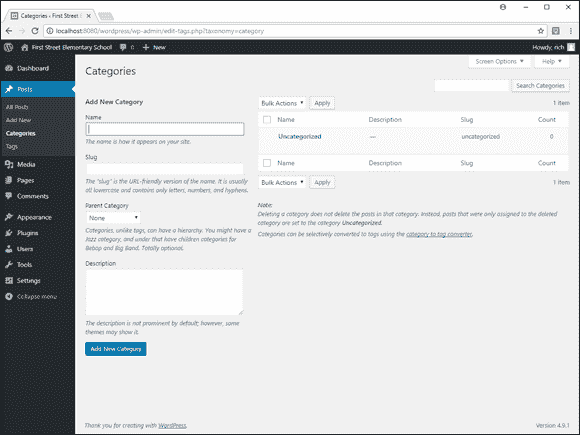 Categories ‹ First Street E
localhost:8080/wordpress/wp-admin/edit-tags.php?taxonomy=category
First Street Elementary School 0 + New Howdy, rich
Dashboard
Posts
All Posts
Add New
Categories
Tags
Media
Pages
Comments
Appearance
Plugins
Users
Tools
Settings
Collapse menu
Screen Options Help
Categories
Search Categories
Add New Category
Name
The name is how it appears on your site.
Slug
The "slug" is the URL-friendly version of the name. It is usually
all lowercase and contains only letters, numbers, and hyphens.
Parent Category
None
Categories, unlike tags, can have a hierarchy. You might have a
Jazz category, and under that have children categories for
Bebop and Big Band. Totally optional.
Description
The description is not prominent by default; however, some
themes may show it.
Add New Category
Bulk Actions Apply 1 item
Name Description Slug Count
Uncategorized — uncategorized 0
Name Description Slug Count
Bulk Actions Apply 1 item
Note:
Deleting a category does not delete the posts in that category. Instead, posts that were only assigned to the deleted
category are set to the category Uncategorized.
Categories can be selectively converted to tags using the category to tag converter.
Thank you for creating with WordPress. Version 4.9.1